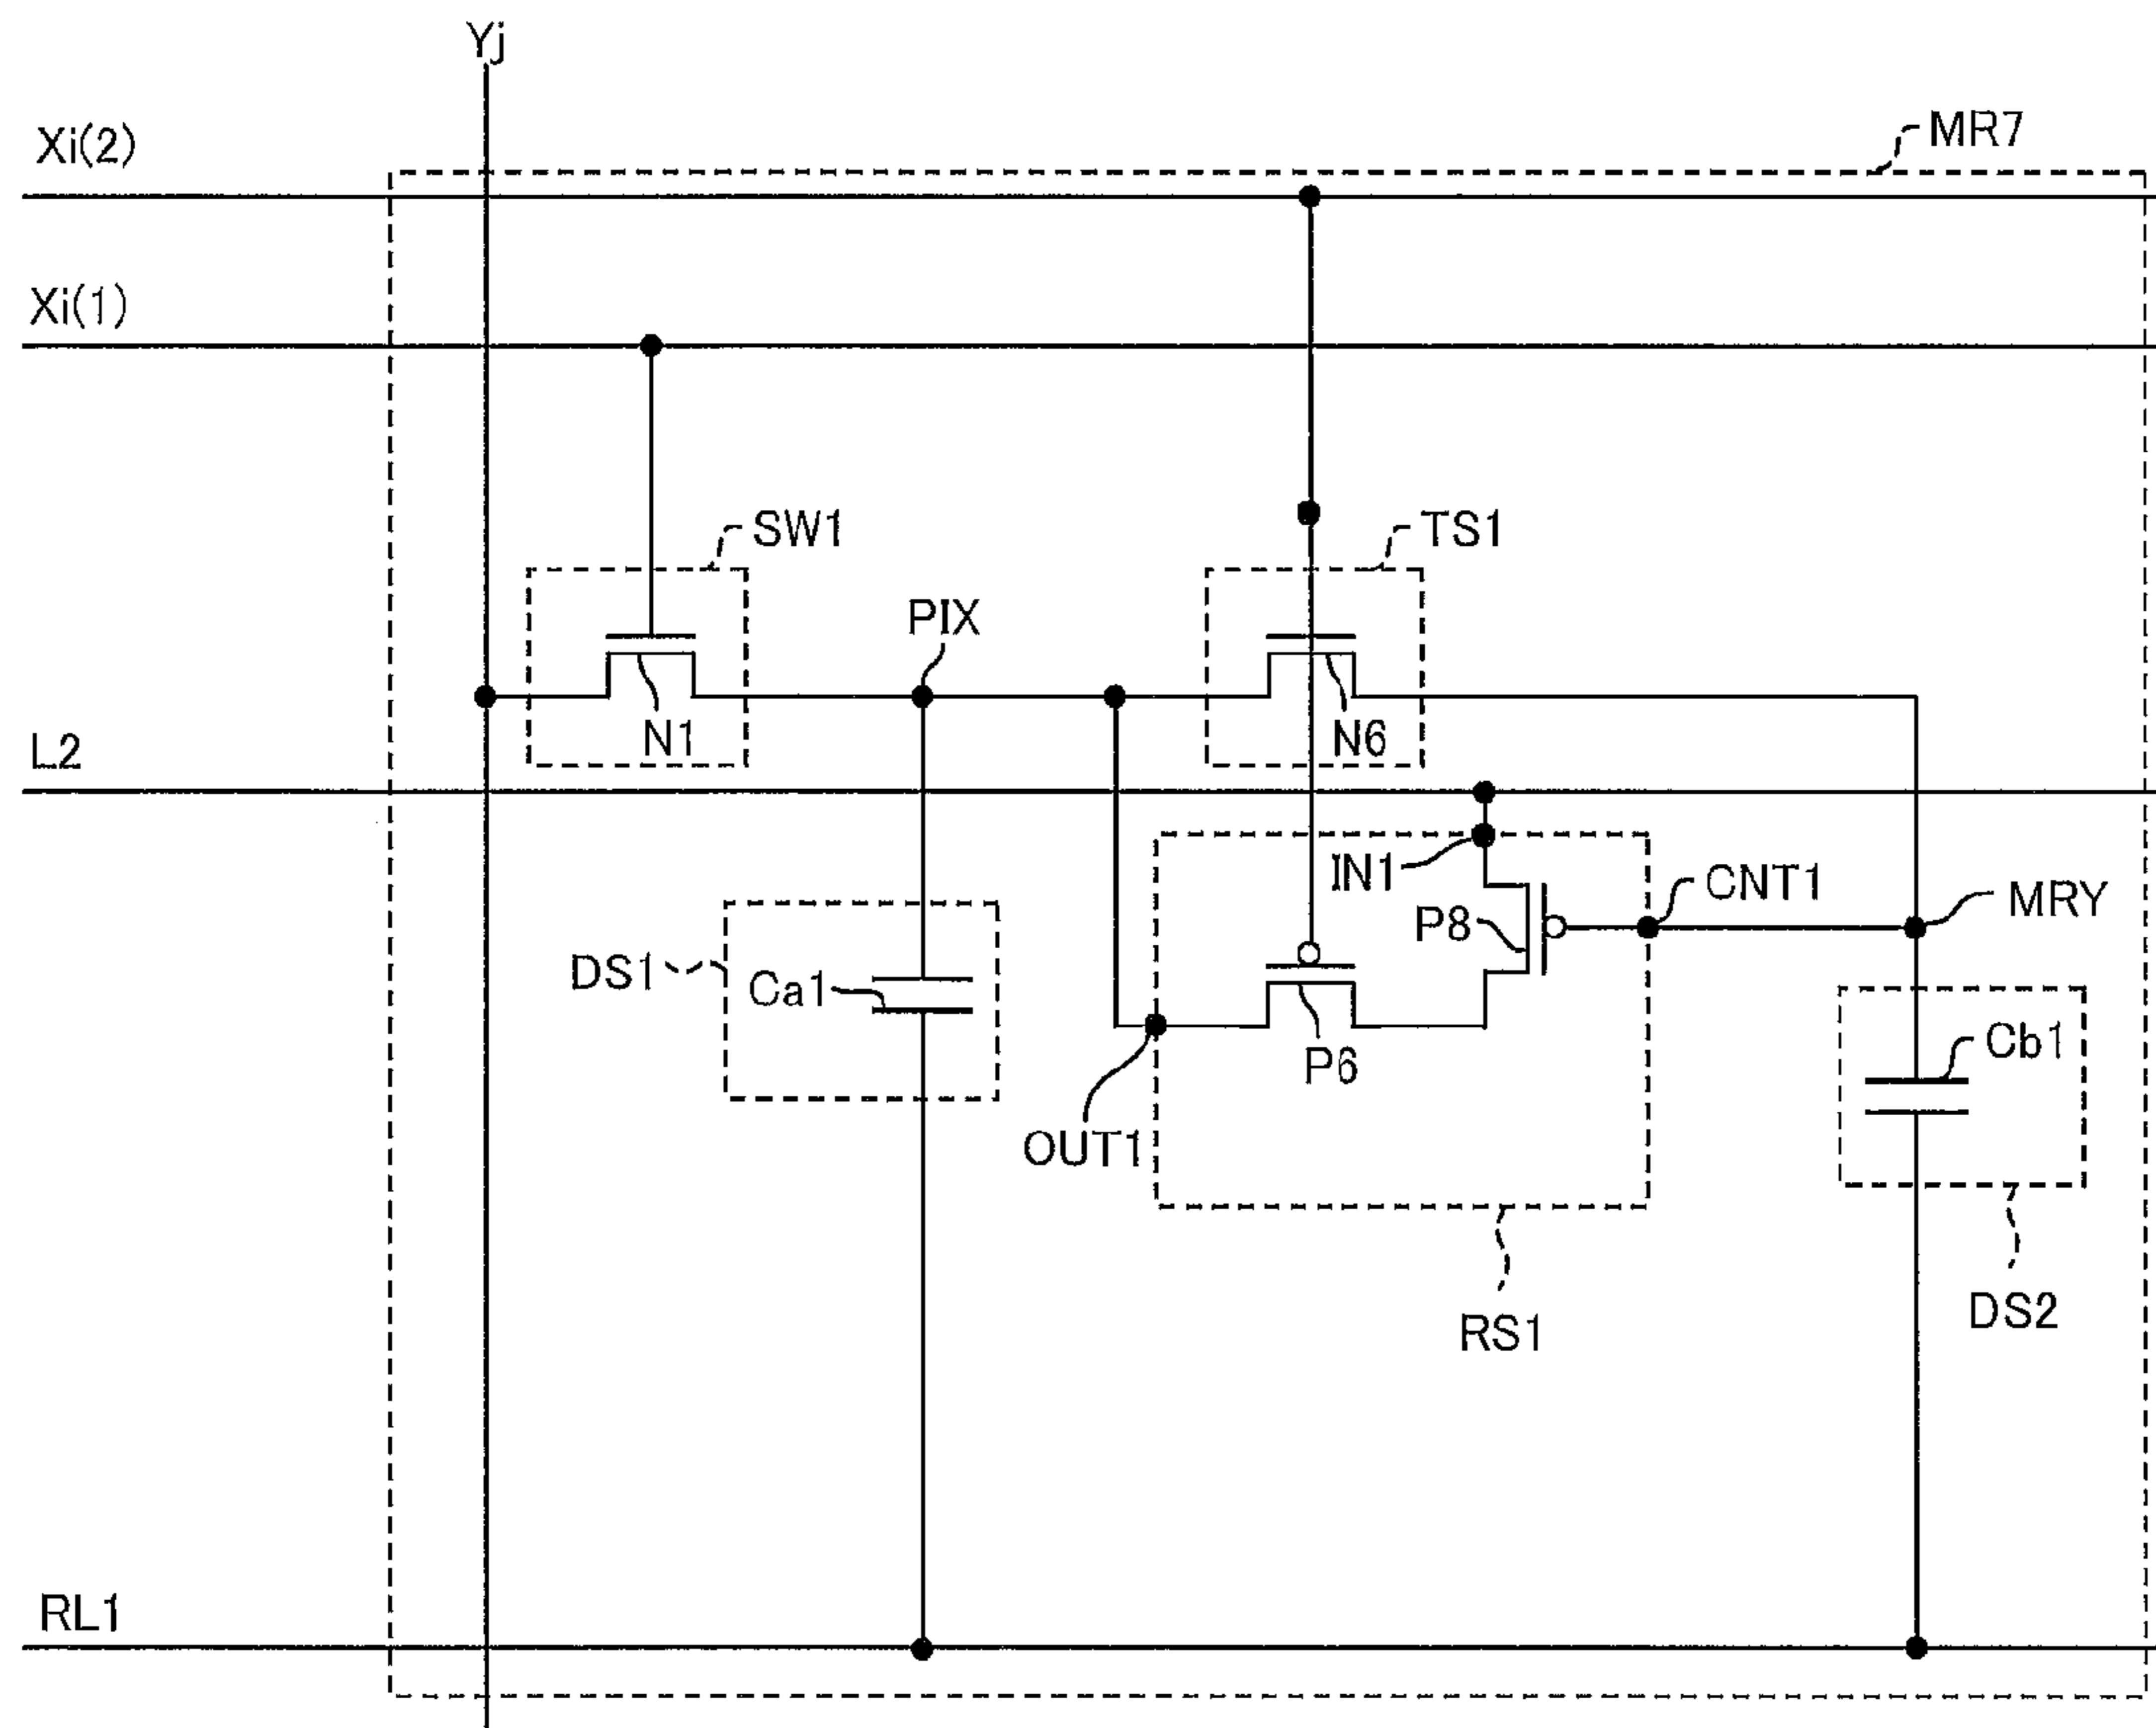 Yj
MR7
Xi(2)
Xi(1)
SW1
TS1
PIX
N1
N6
L2
IN1
CNT1
P8
MRY
DS1
Ca1
Cb1
P6
OUT1
DS2
RS1
RL1